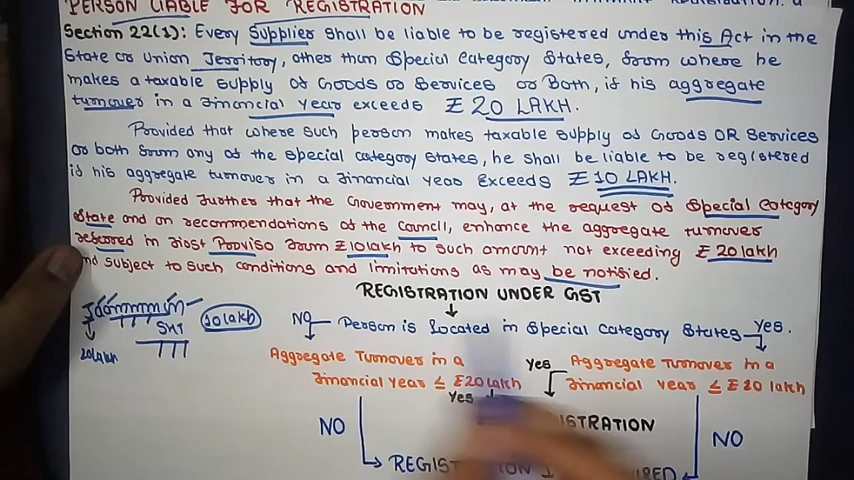 PERSON LIABLE FOR REGISTRATION
Section 22(1): Every Supplier shall be liable to be registered under this Act in the
State or Union Territory, other than Special Category States, from where he
makes a taxable supply of Goods or Services or Both, if his aggregate
turnover in a Financial Year exceeds ₹ 20 LAKH.
Provided that where such person makes taxable supply of Goods OR Services
or both from any of the special category States, he shall be liable to be registered
if his aggregate turnover in a Financial Year Exceeds ₹ 10 LAKH.
Provided Further that the Government may, at the request of Special Category
State and on recommendations of the Council, enhance the aggregate turnover
referred in First Proviso from ₹10lakh to such amount not exceeding ₹ 20 lakh
and subject to such conditions and limitations as may be notified.
REGISTRATION UNDER GST
NO Person is located in Special Category States Yes.
Aggregate Turnover in a Yes Aggregate Turnover in a
Financial Year ≤ ₹20 lakh Financial Year ≤ ₹ 20 lakh
Yes
NO NO